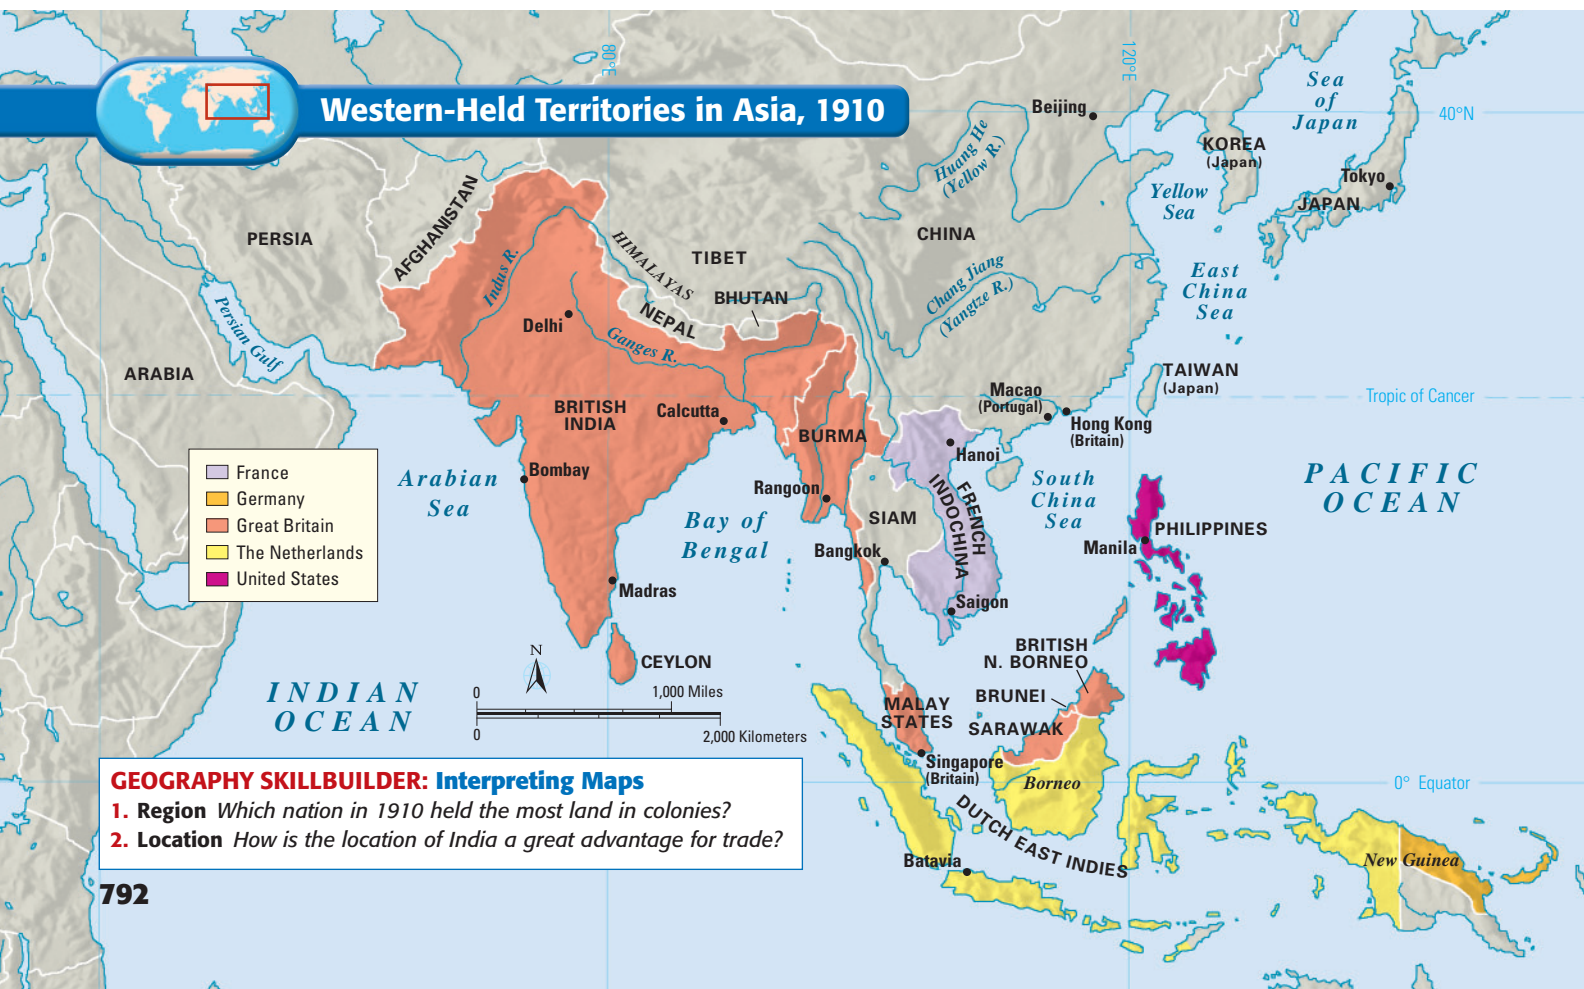 Western-Held Territories in Asia, 1910
80°E
120°E
40°N
Sea
of
Japan
Beijing
Huang He
(Yellow R.)
KOREA
(Japan)
Tokyo
JAPAN
Yellow
Sea
AFGHANISTAN
PERSIA
CHINA
TIBET
HIMALAYAS
Indus R.
BHUTAN
NEPAL
Chang Jiang
(Yangtze R.)
East
China
Sea
Persian Gulf
Delhi
Ganges R.
ARABIA
TAIWAN
(Japan)
Macao
(Portugal)
Tropic of Cancer
BRITISH
INDIA
Calcutta
Hong Kong
(Britain)
BURMA
Hanoi
Bombay
Arabian
Sea
Rangoon
South
China
Sea
PACIFIC
OCEAN
France
Germany
Great Britain
The Netherlands
United States
Bay of
Bengal
SIAM
FRENCH
INDOCHINA
Bangkok
PHILIPPINES
Manila
Madras
Saigon
N
CEYLON
BRITISH
N. BORNEO
INDIAN
OCEAN
0 1,000 Miles
0 2,000 Kilometers
MALAY
STATES
BRUNEI
SARAWAK
Singapore
(Britain)
Borneo
0° Equator
DUTCH EAST INDIES
Batavia
New Guinea
GEOGRAPHY SKILLBUILDER: Interpreting Maps
1. Region Which nation in 1910 held the most land in colonies?
2. Location How is the location of India a great advantage for trade?
792